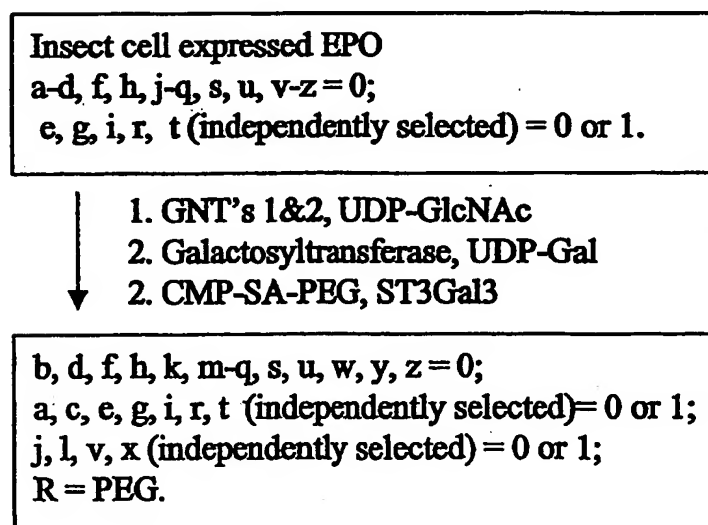 Insect cell expressed EPO
a-d, f, h, j-q, s, u, v-z = 0;
e, g, i, r, t (independently selected) = 0 or 1.
1. GNT's 1&2, UDP-GlcNAc
2. Galactosyltransferase, UDP-Gal
2. CMP-SA-PEG, ST3Gal3
b, d, f, h, k, m-q, s, u, w, y, z = 0;
a, c, e, g, i, r, t (independently selected)= 0 or 1;
j, l, v, x (independently selected) = 0 or 1;
R = PEG.